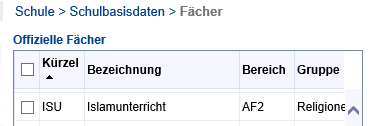 Schule > Schulbasisdaten > Fächer
Offizielle Fächer
Kürzel Bezeichnung Bereich Gruppe
ISU Islamunterricht AF2 Religione